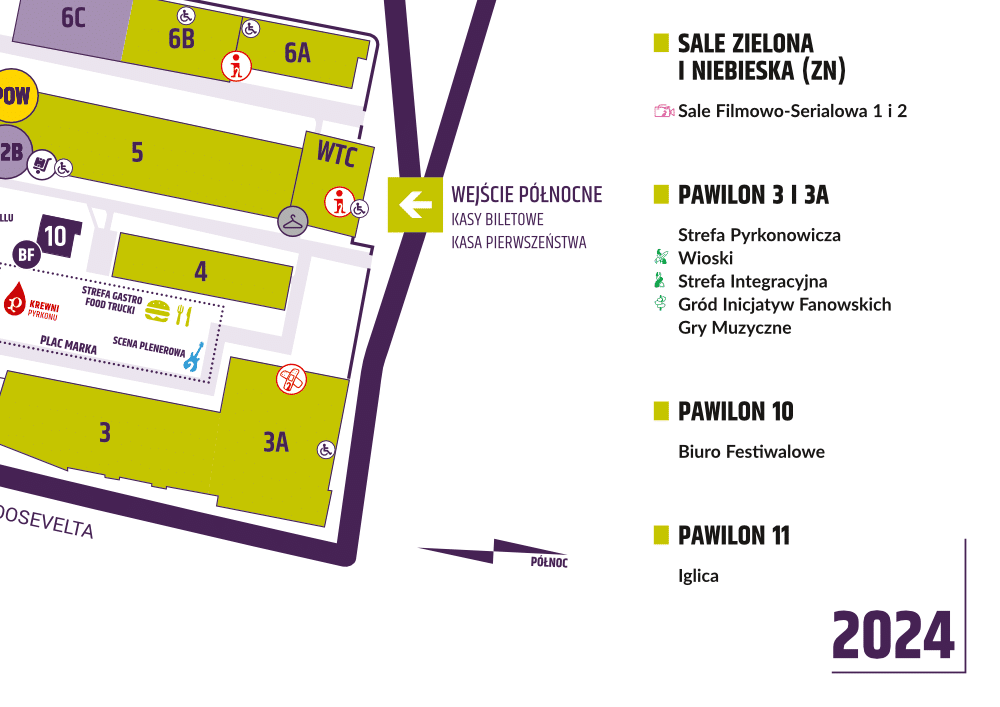 6C
6B
6A
POW
5
WTC
2B
10
BF
4
WEJŚCIE PÓŁNOCNE
KASY BILETOWE
KASA PIERWSZEŃSTWA
STREFA GASTRO
FOOD TRUCKI
KREWNI
PYRKONU
PLAC MARKA
SCENA PLENEROWA
3
3A
PÓŁNOC
SALE ZIELONA
I NIEBIESKA (ZN)
Sale Filmowo-Serialowa 1 i 2
PAWILON 3 I 3A
Strefa Pyrkonowicza
Wioski
Strefa Integracyjna
Gród Inicjatyw Fanowskich
Gry Muzyczne
PAWILON 10
Biuro Festiwalowe
PAWILON 11
Iglica
2024